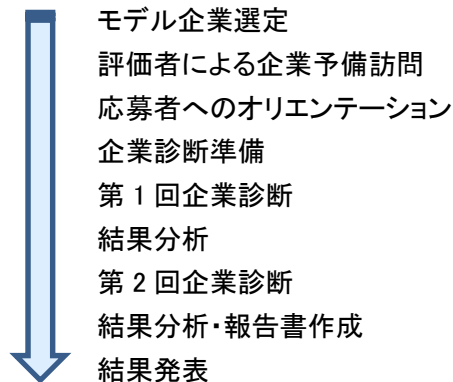 モデル企業選定
評価者による企業予備訪問
応募者へのオリエンテーション
企業診断準備
第 1 回企業診断
結果分析
第 2 回企業診断
結果分析・報告書作成
結果発表